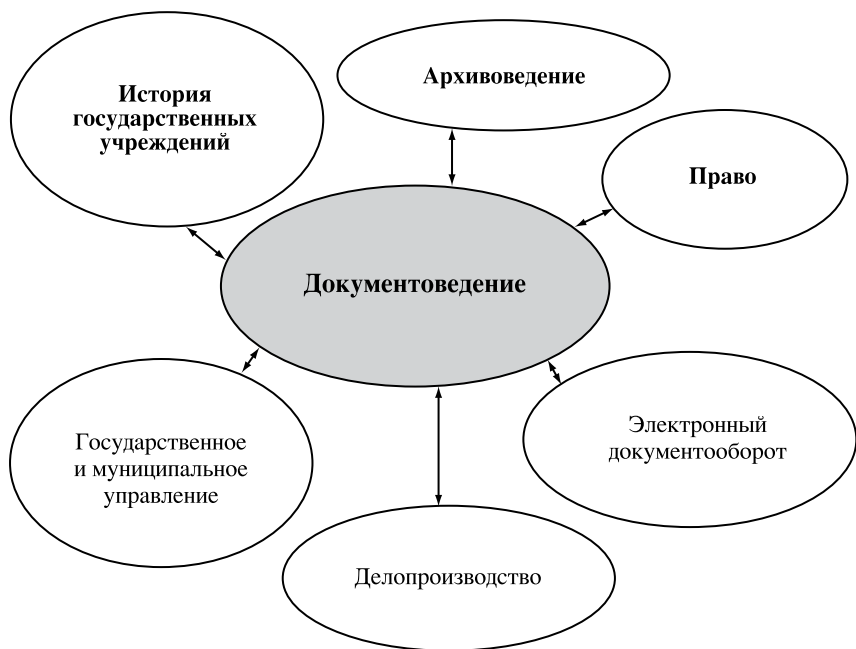 История
государственных
учреждений
Архивоведение
Право
Документоведение
Государственное
и муниципальное
управление
Электронный
документооборот
Делопроизводство